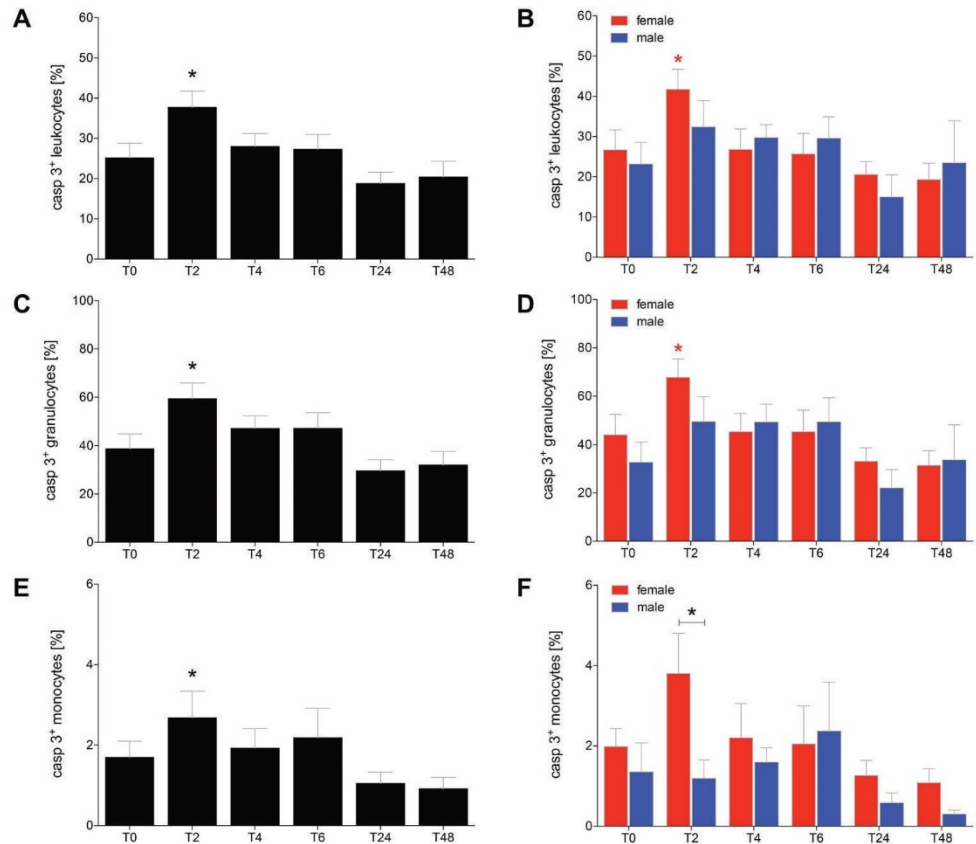 A
casp 3⁺ leukocytes [%]
60
50
40
30
20
10
0
*
T0 T2 T4 T6 T24 T48
B
female
male
casp 3⁺ leukocytes [%]
60
50
40
30
20
10
0
*
T0 T2 T4 T6 T24 T48
C
casp 3⁺ granulocytes [%]
100
80
60
40
20
0
*
T0 T2 T4 T6 T24 T48
D
female
male
casp 3⁺ granulocytes [%]
100
80
60
40
20
0
*
T0 T2 T4 T6 T24 T48
E
casp 3⁺ monocytes [%]
6
4
2
0
*
T0 T2 T4 T6 T24 T48
F
female
male
casp 3⁺ monocytes [%]
6
4
2
0
*
T0 T2 T4 T6 T24 T48